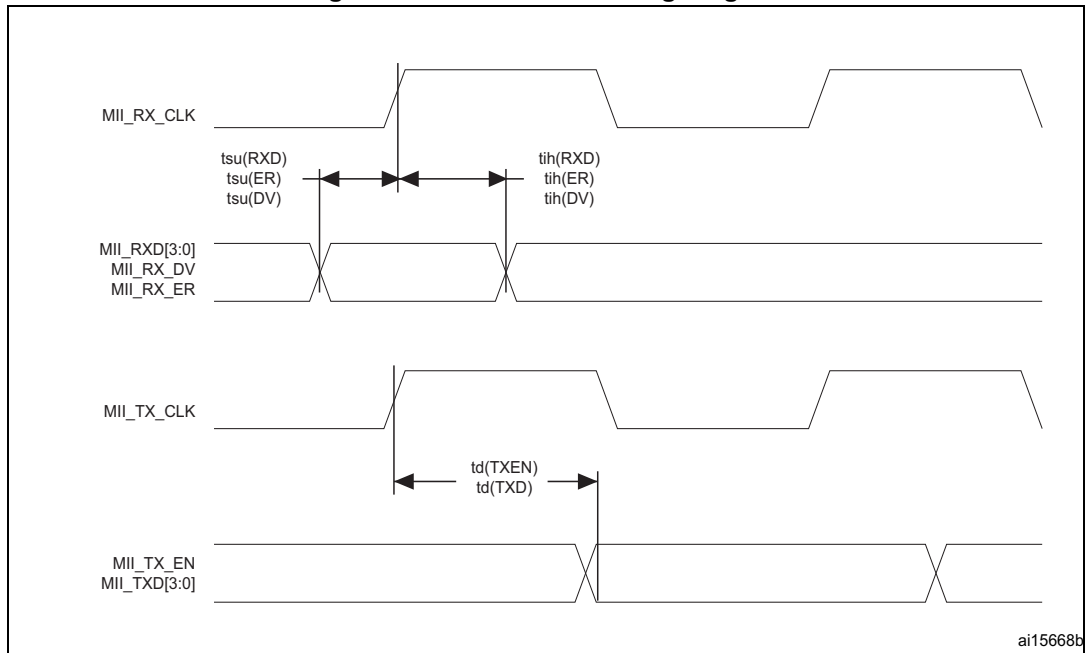 MII_RX_CLK
tsu(RXD)
tsu(ER)
tsu(DV)
tih(RXD)
tih(ER)
tih(DV)
MII_RXD[3:0]
MII_RX_DV
MII_RX_ER
MII_TX_CLK
td(TXEN)
td(TXD)
MII_TX_EN
MII_TXD[3:0]
ai15668b